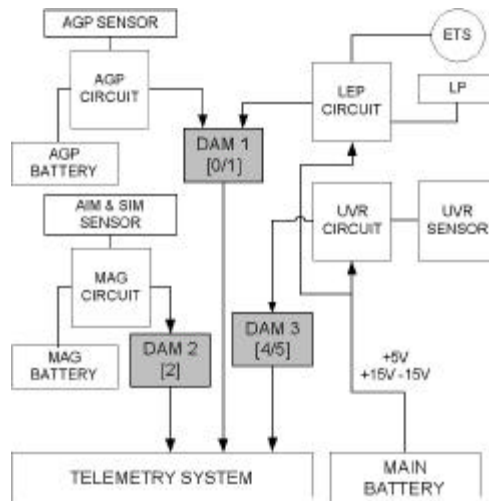 AGP SENSOR
ETS
AGP
CIRCUIT
LEP
CIRCUIT
LP
DAM 1
[0/1]
AGP
BATTERY
AIM & SIM
SENSOR
UVR
CIRCUIT
UVR
SENSOR
MAG
CIRCUIT
MAG
BATTERY
DAM 2
[2]
DAM 3
[4/5]
+5V
+15V -15V
TELEMETRY SYSTEM
MAIN
BATTERY